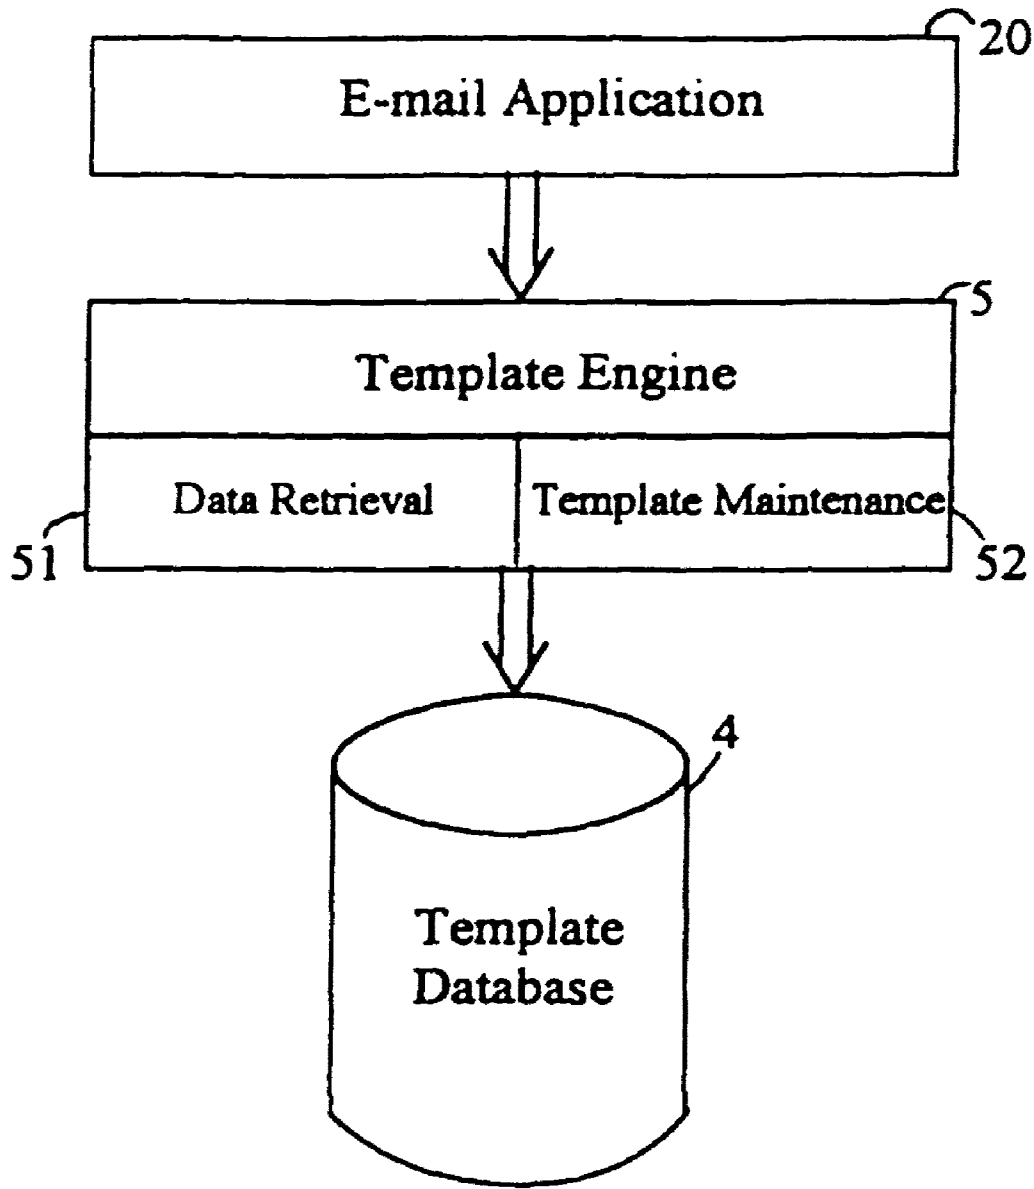 20
E-mail Application
5
Template Engine
Data Retrieval
Template Maintenance
51
52
4
Template
Database